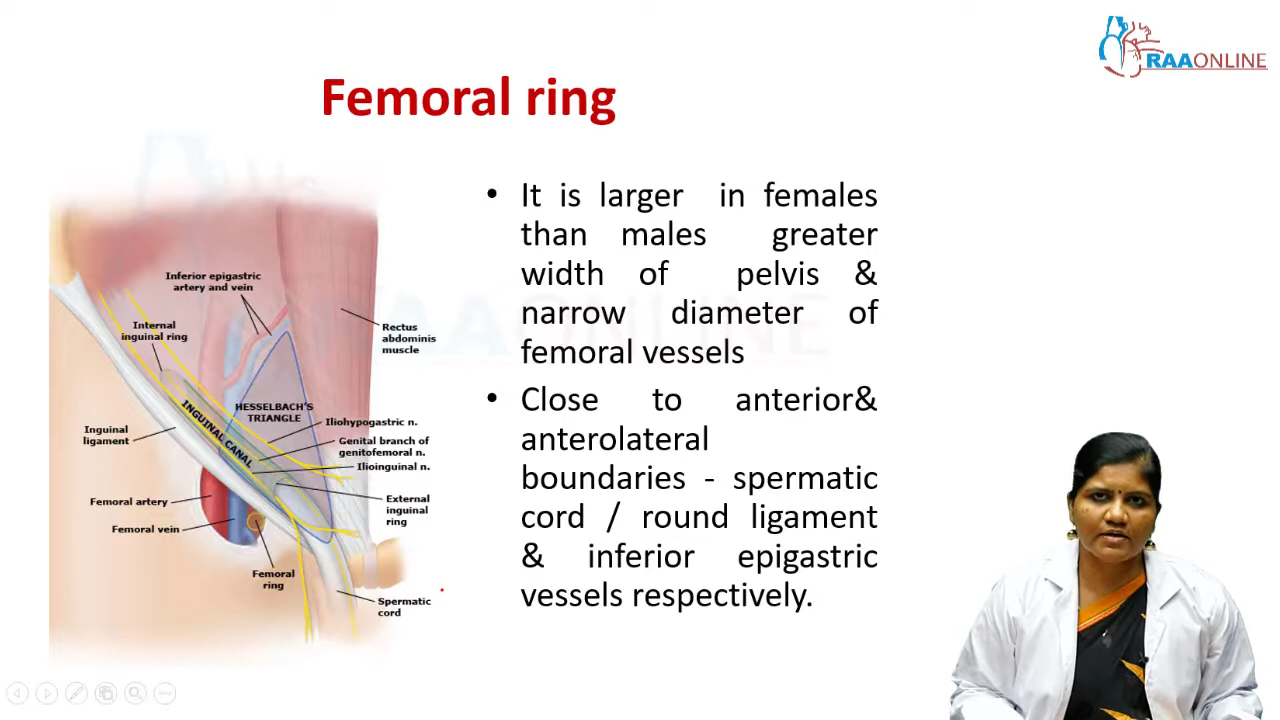 RAAONLINE
Femoral ring
• It is larger in females
than males greater
width of pelvis &
narrow diameter of
femoral vessels
• Close to anterior&
anterolateral
boundaries - spermatic
cord / round ligament
& inferior epigastric
vessels respectively.
Inferior epigastric
artery and vein
Internal
inguinal ring
Rectus
abdominis
muscle
HESSELBACH'S
TRIANGLE
INGUINAL CANAL
Iliohypogastric n.
Inguinal
ligament
Genital branch of
genitofemoral n.
Ilioinguinal n.
Femoral artery
External
inguinal
ring
Femoral vein
Femoral
ring
Spermatic
cord
RAAONLINE